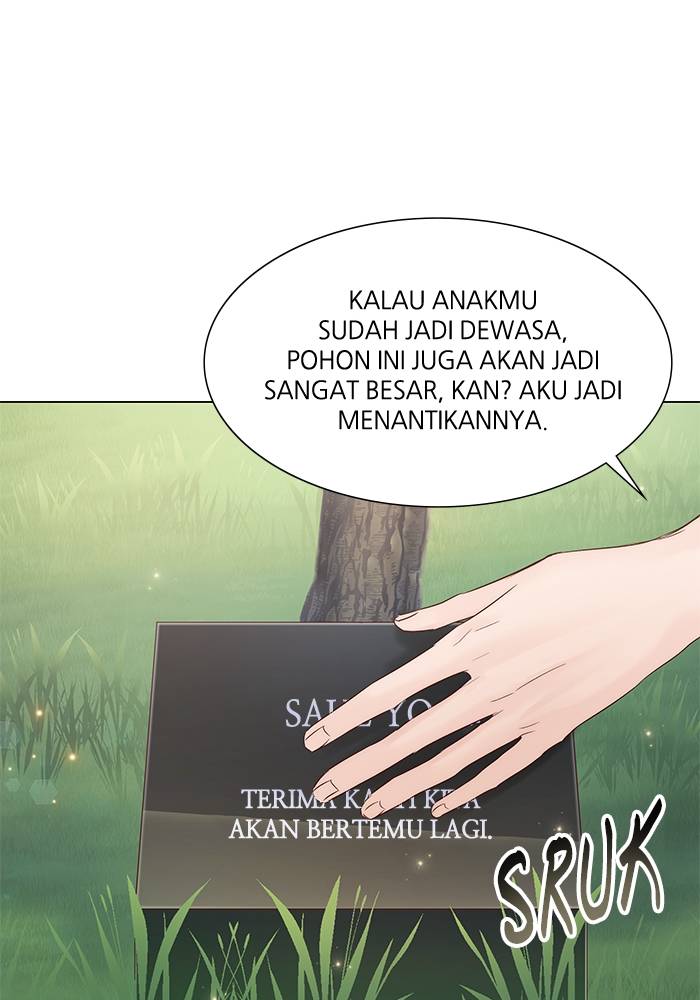 KALAU ANAKMU
SUDAH JADI DEWASA,
POHON INI JUGA AKAN JADI
SANGAT BESAR, KAN? AKU JADI
MENANTIKANNYA.
TERIMA
AKAN BERTEMU LAGI.
SRUK